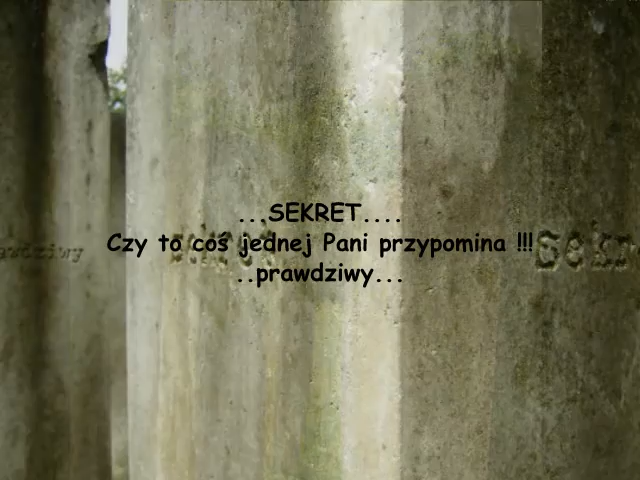 ...SEKRET....
Czy to coś jednej Pani przypomina !!!
..prawdziwy...